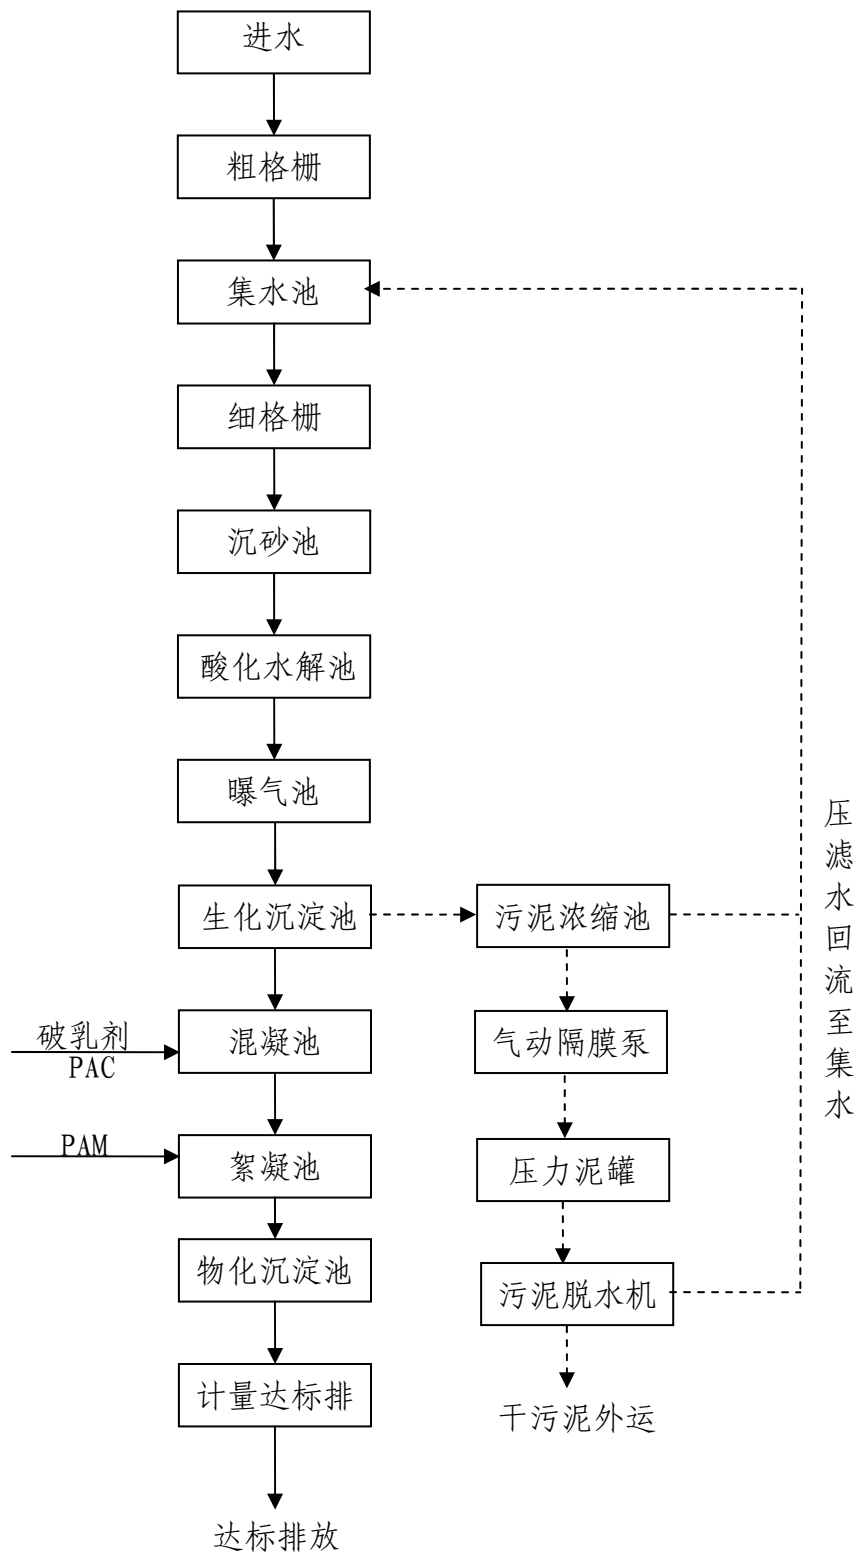 进水
粗格栅
集水池
细格栅
沉砂池
酸化水解池
曝气池
生化沉淀池
污泥浓缩池
混凝池
破乳剂
PAC
气动隔膜泵
PAM
絮凝池
压力泥罐
物化沉淀池
污泥脱水机
计量达标排
干污泥外运
达标排放
压滤水回流至集水